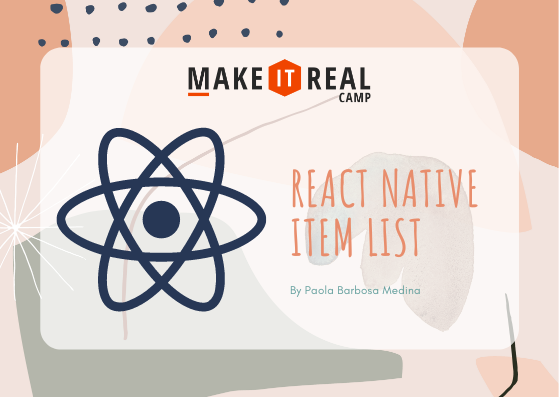 MAKE IT REAL
CAMP
REACT NATIVE
ITEM LIST
By Paola Barbosa Medina